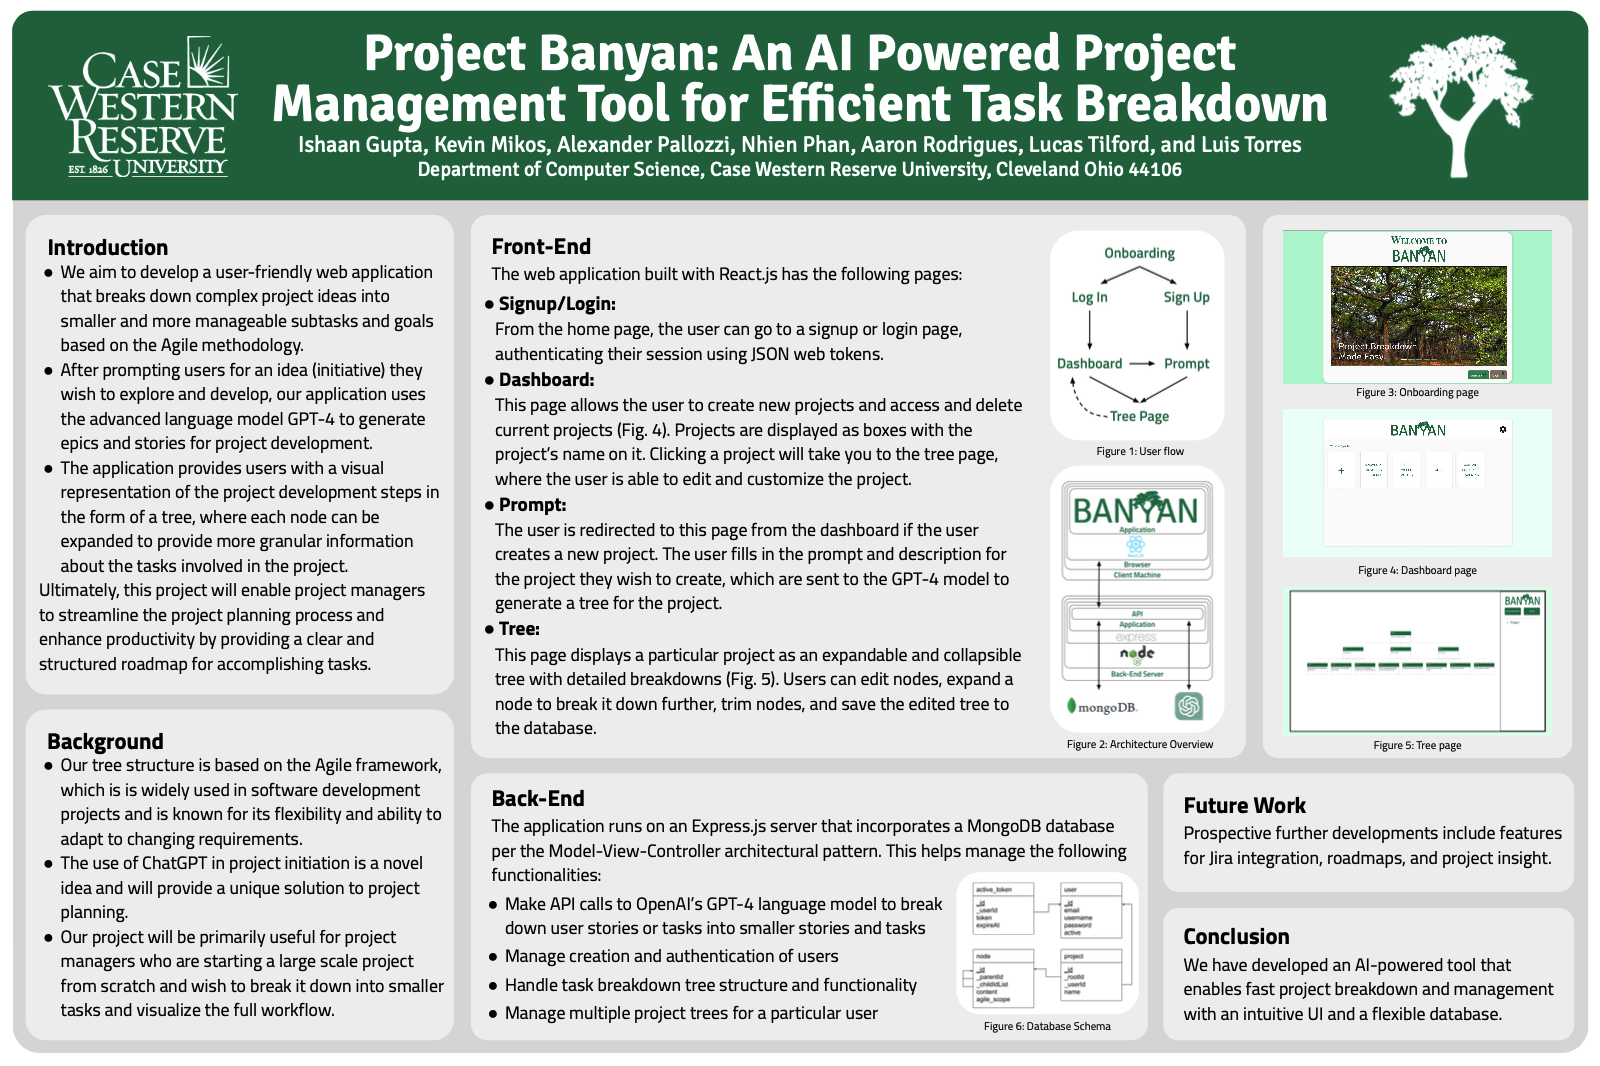 CASE
WESTERN
RESERVE
EST. 1826 UNIVERSITY
Project Banyan: An AI Powered Project
Management Tool for Efficient Task Breakdown
Ishaan Gupta, Kevin Mikos, Alexander Pallozzi, Nhien Phan, Aaron Rodrigues, Lucas Tilford, and Luis Torres
Department of Computer Science, Case Western Reserve University, Cleveland Ohio 44106
Introduction
● We aim to develop a user-friendly web application
that breaks down complex project ideas into
smaller and more manageable subtasks and goals
based on the Agile methodology.
● After prompting users for an idea (initiative) they
wish to explore and develop, our application uses
the advanced language model GPT-4 to generate
epics and stories for project development.
● The application provides users with a visual
representation of the project development steps in
the form of a tree, where each node can be
expanded to provide more granular information
about the tasks involved in the project.
Ultimately, this project will enable project managers
to streamline the project planning process and
enhance productivity by providing a clear and
structured roadmap for accomplishing tasks.
Background
● Our tree structure is based on the Agile framework,
which is is widely used in software development
projects and is known for its flexibility and ability to
adapt to changing requirements.
● The use of ChatGPT in project initiation is a novel
idea and will provide a unique solution to project
planning.
● Our project will be primarily useful for project
managers who are starting a large scale project
from scratch and wish to break it down into smaller
tasks and visualize the full workflow.
Front-End
The web application built with React.js has the following pages:
● Signup/Login:
From the home page, the user can go to a signup or login page,
authenticating their session using JSON web tokens.
● Dashboard:
This page allows the user to create new projects and access and delete
current projects (Fig. 4). Projects are displayed as boxes with the
project's name on it. Clicking a project will take you to the tree page,
where the user is able to edit and customize the project.
● Prompt:
The user is redirected to this page from the dashboard if the user
creates a new project. The user fills in the prompt and description for
the project they wish to create, which are sent to the GPT-4 model to
generate a tree for the project.
● Tree:
This page displays a particular project as an expandable and collapsible
tree with detailed breakdowns (Fig. 5). Users can edit nodes, expand a
node to break it down further, trim nodes, and save the edited tree to
the database.
Onboarding
Log In Sign Up
Dashboard Prompt
Tree Page
Figure 1: User flow
BANYAN
Application
Browser
Client Machine
API
Application
express
node
Back-End Server
mongoDB.
Figure 2: Architecture Overview
WELCOME TO
BANYAN
Project Breakdown
Made Easy
Figure 3: Onboarding page
BANYAN
+
Figure 4: Dashboard page
BANYAN
Figure 5: Tree page
Back-End
The application runs on an Express.js server that incorporates a MongoDB database
per the Model-View-Controller architectural pattern. This helps manage the following
functionalities:
● Make API calls to OpenAI's GPT-4 language model to break
down user stories or tasks into smaller stories and tasks
● Manage creation and authentication of users
● Handle task breakdown tree structure and functionality
● Manage multiple project trees for a particular user
active_token
_id
_userId
token
expireAt
user
_id
email
username
password
active
node
_id
_parentId
_childIdList
content
agile_scope
project
_id
_rootId
_userId
name
Figure 6: Database Schema
Future Work
Prospective further developments include features
for Jira integration, roadmaps, and project insight.
Conclusion
We have developed an AI-powered tool that
enables fast project breakdown and management
with an intuitive UI and a flexible database.